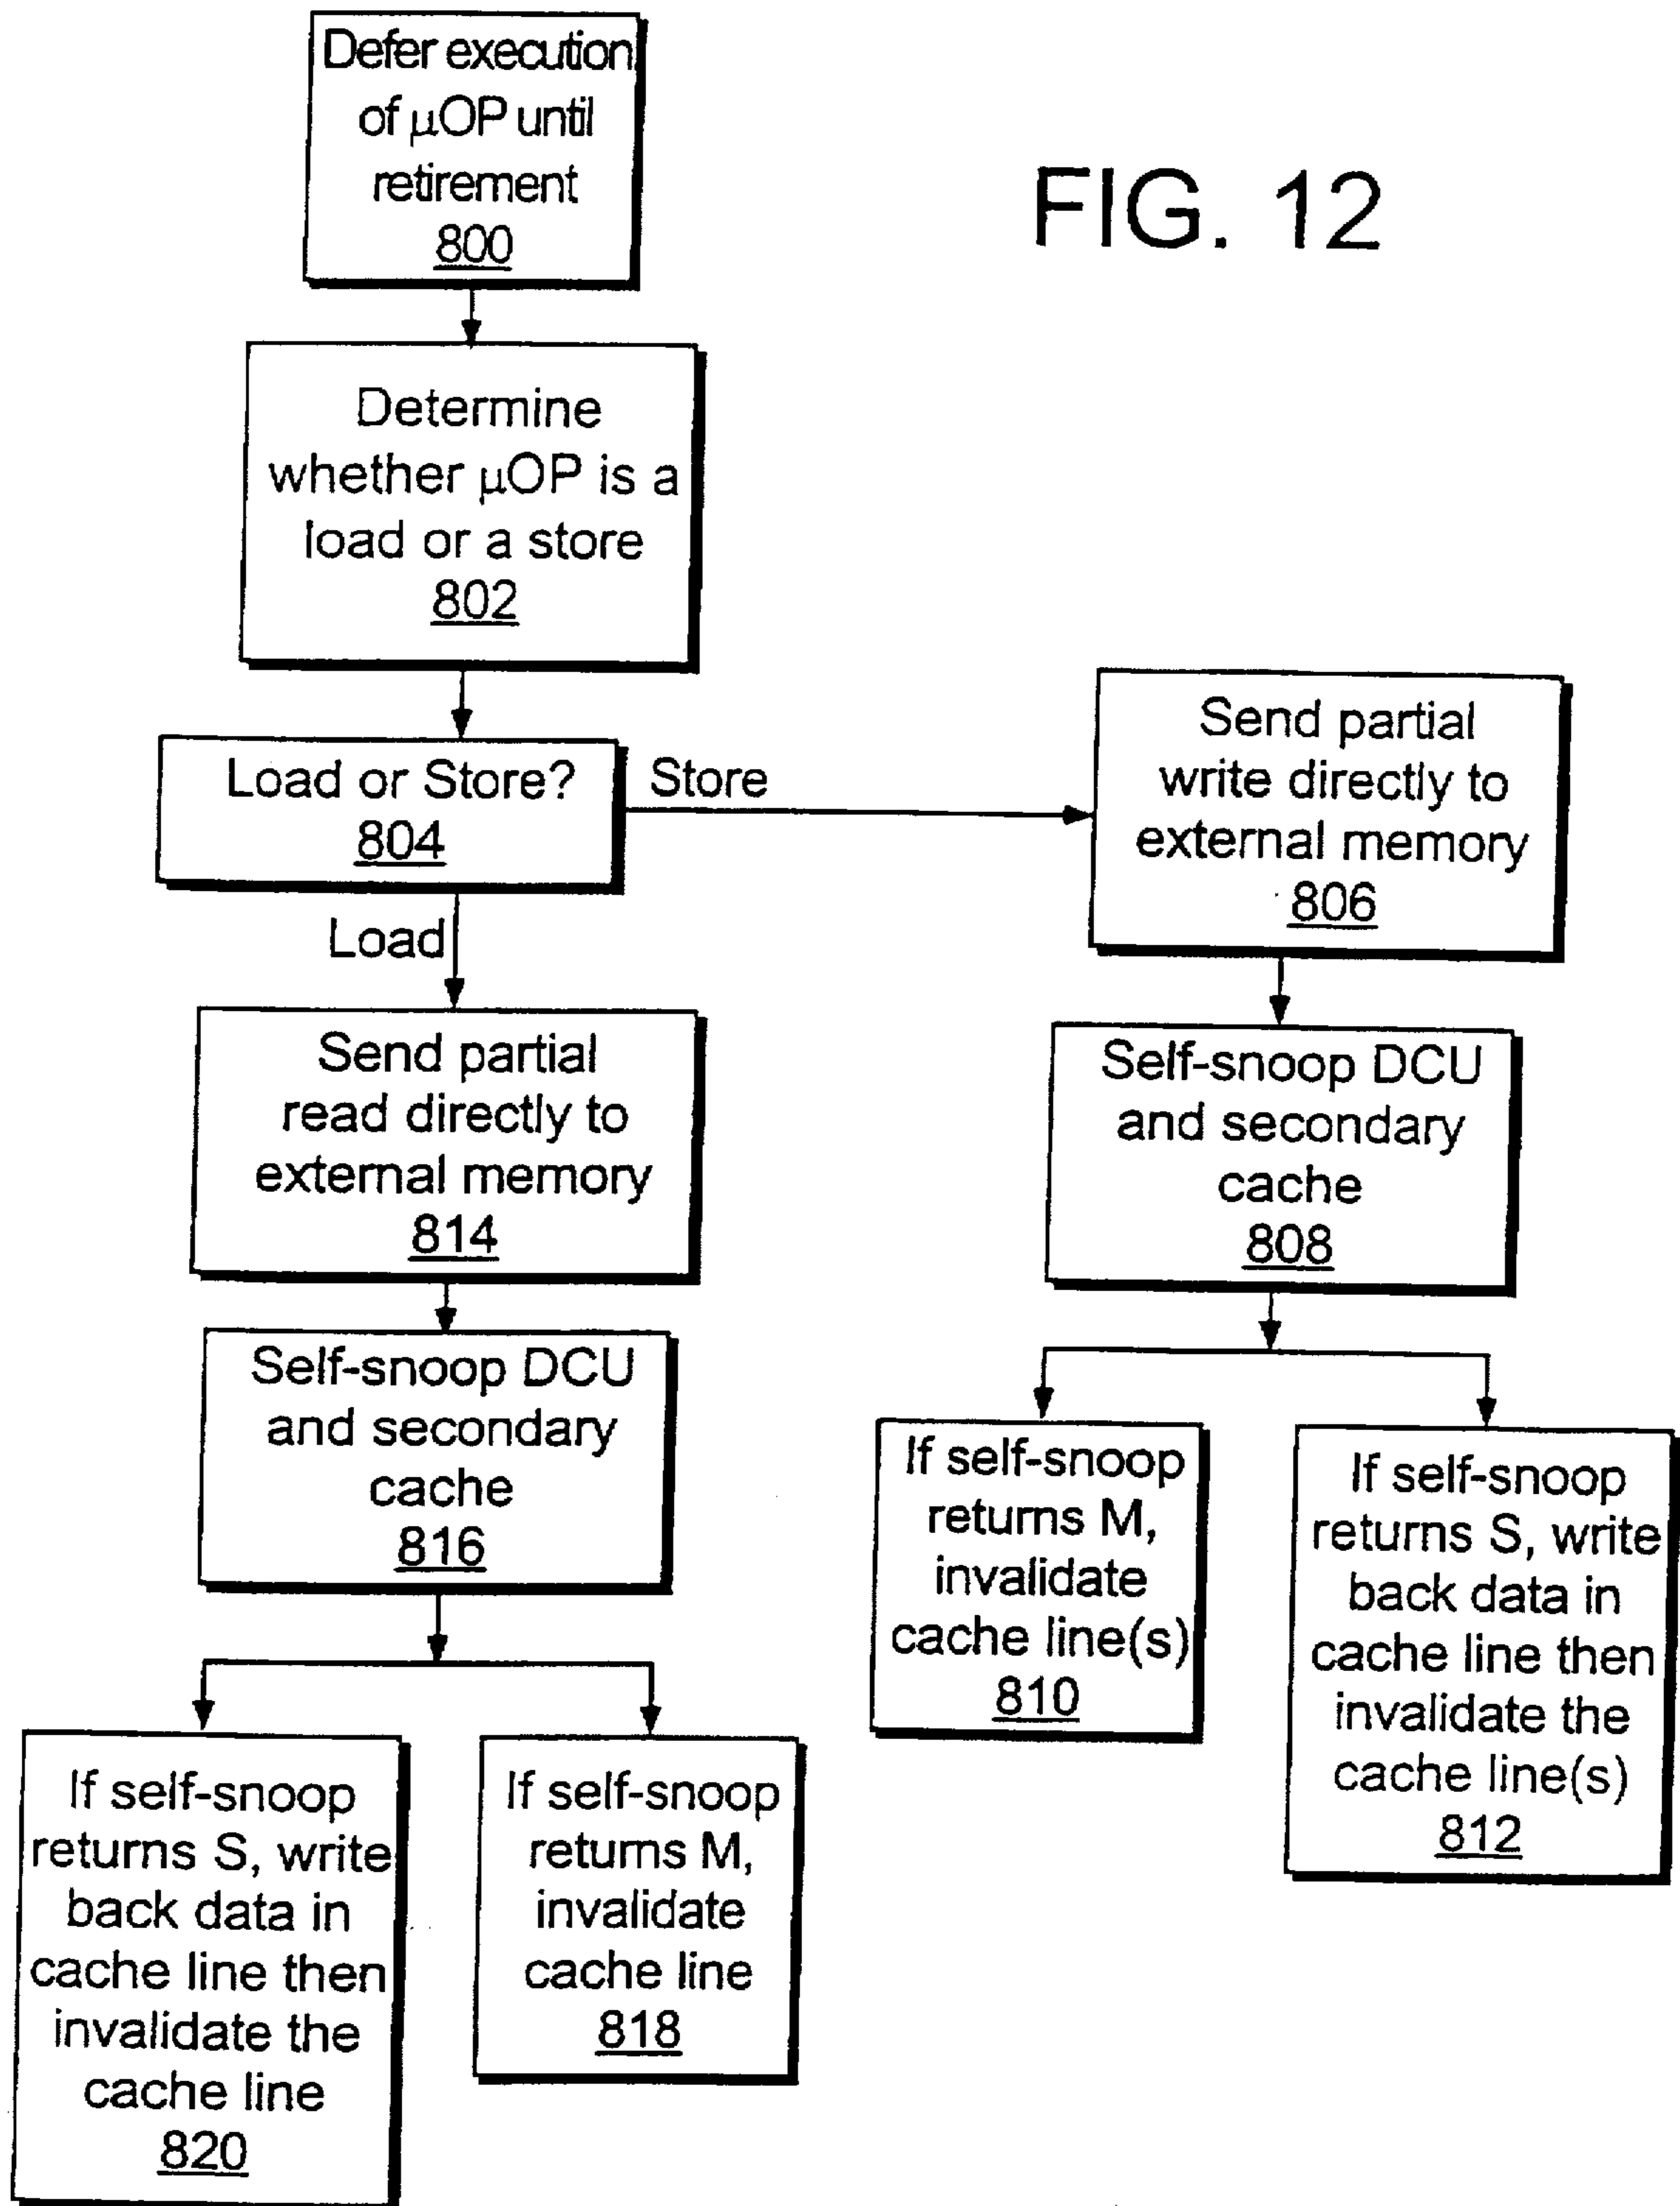 Defer execution
of μOP until
retirement
800
FIG. 12
Determine
whether μOP is a
load or a store
802
Load or Store?
804
Store
Load
Send partial
write directly to
external memory
806
Send partial
read directly to
external memory
814
Self-snoop DCU
and secondary
cache
808
Self-snoop DCU
and secondary
cache
816
If self-snoop
returns M,
invalidate
cache line(s)
810
If self-snoop
returns S, write
back data in
cache line then
invalidate the
cache line(s)
812
If self-snoop
returns S, write
back data in
cache line then
invalidate the
cache line
820
If self-snoop
returns M,
invalidate
cache line
818